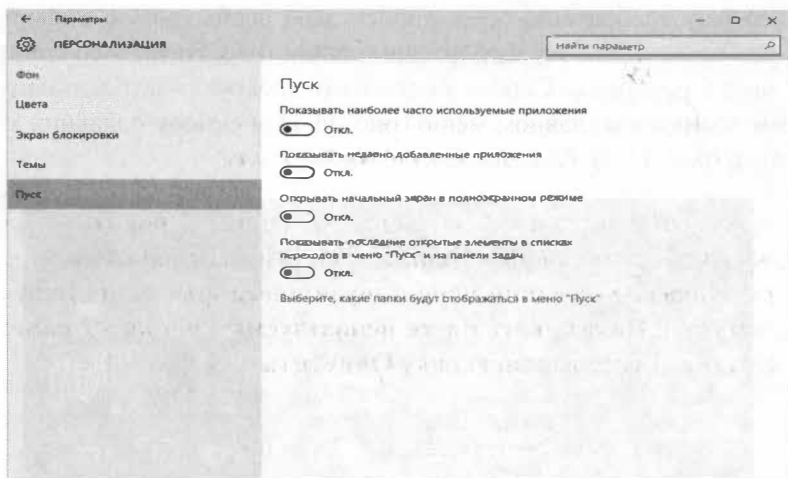 Параметры
ПЕРСОНАЛИЗАЦИЯ
Найти параметр
Фон
Цвета
Экран блокировки
Темы
Пуск
Пуск
Показывать наиболее часто используемые приложения
Откл.
Показывать недавно добавленные приложения
Откл.
Открывать начальный экран в полноэкранном режиме
Откл.
Показывать последние открытые элементы в списках
переходов в меню "Пуск" и на панели задач
Откл.
Выберите, какие папки будут отображаться в меню "Пуск"